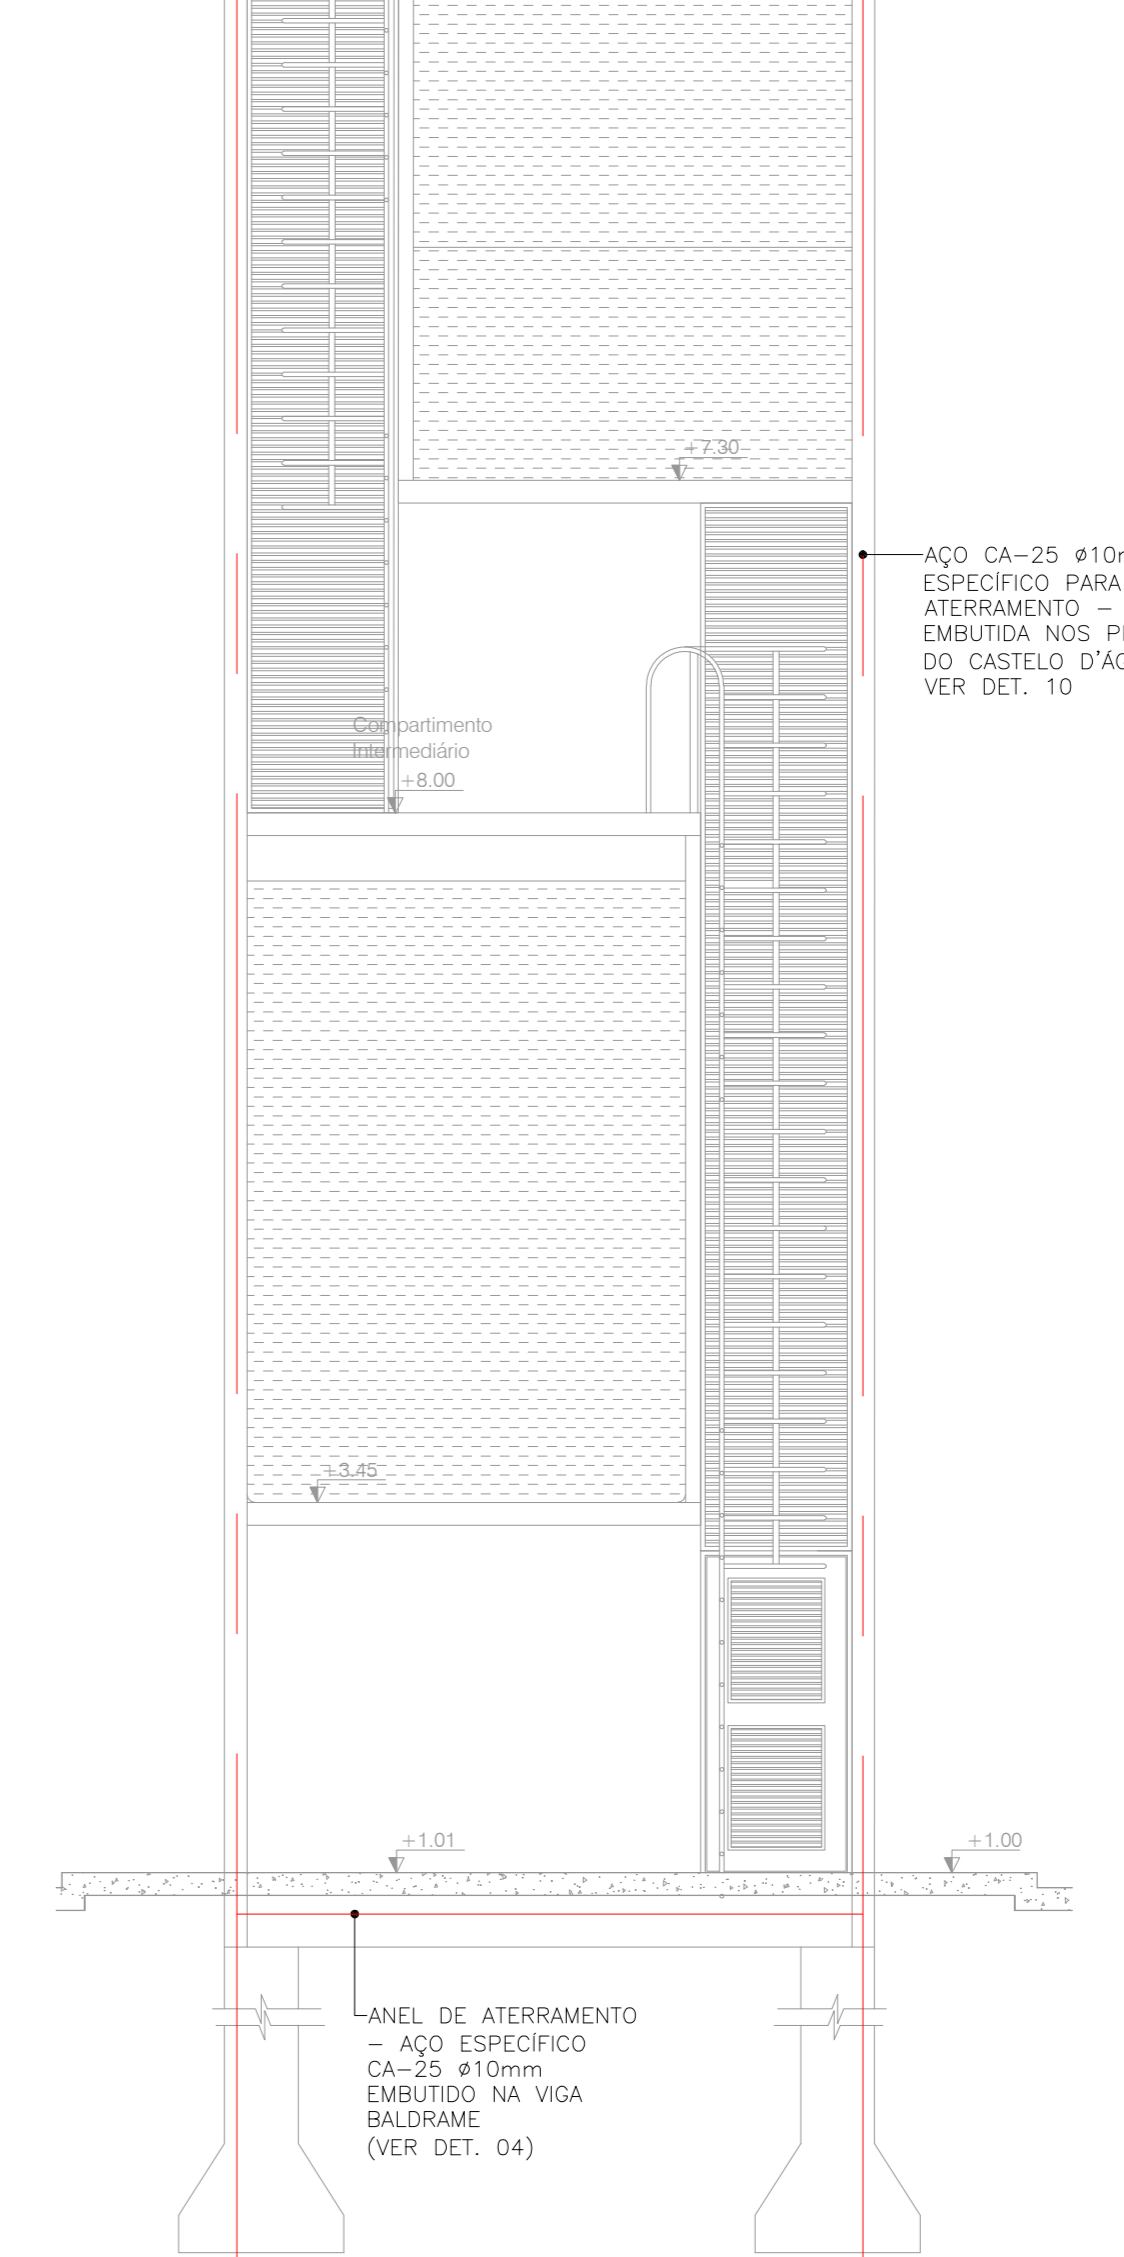 +7.30
AÇO CA-25 ø10
ESPECÍFICO PARA
ATERRAMENTO -
EMBUTIDA NOS
DO CASTELO
VER DET. 10
Compartimento
Intermediário
+8.00
+3.45
+1.01
+1.00
ANEL DE ATERRAMENTO
- AÇO ESPECÍFICO
CA-25 ø10mm
EMBUTIDO NA VIGA
BALDRAME
(VER DET. 04)